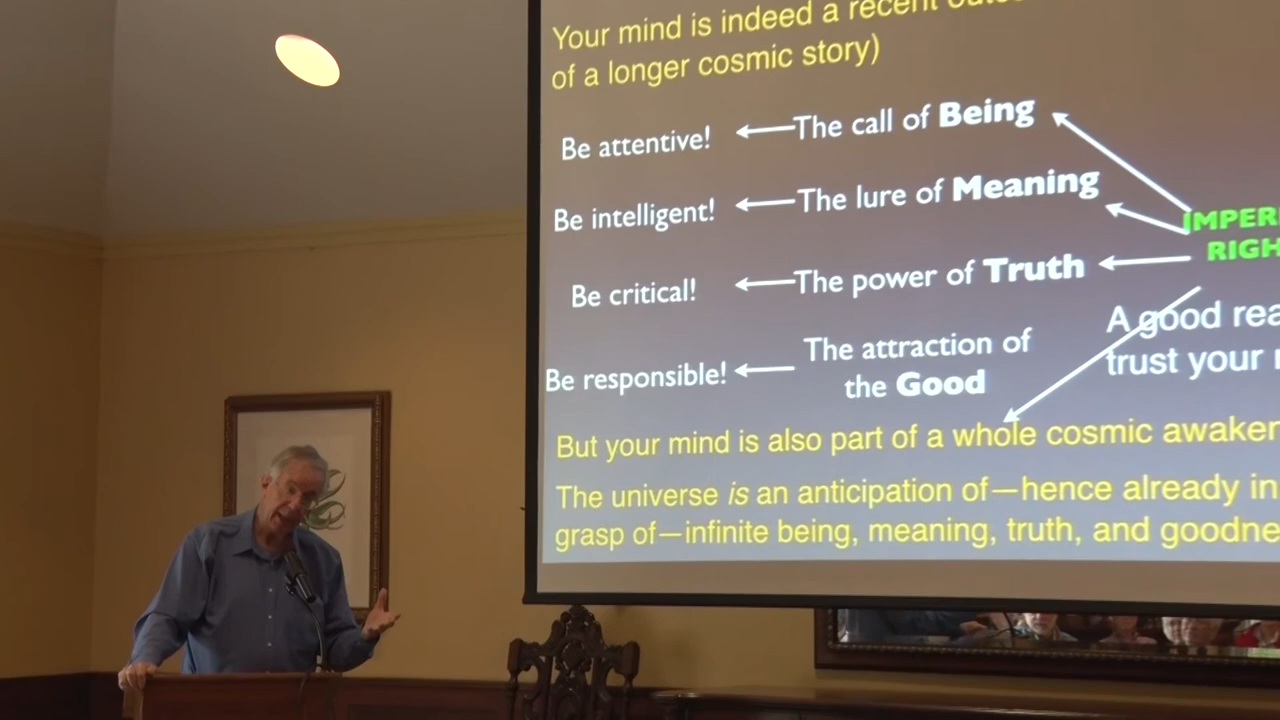 Your mind is indeed a recent
of a longer cosmic story)
Be attentive! The call of Being
Be intelligent! The lure of Meaning
IMPER
RIGH
Be critical! The power of Truth
A good rea
trust your
Be responsible! The attraction of
the Good
But your mind is also part of a whole cosmic awaken
The universe is an anticipation of—hence already in
grasp of—infinite being, meaning, truth, and goodne